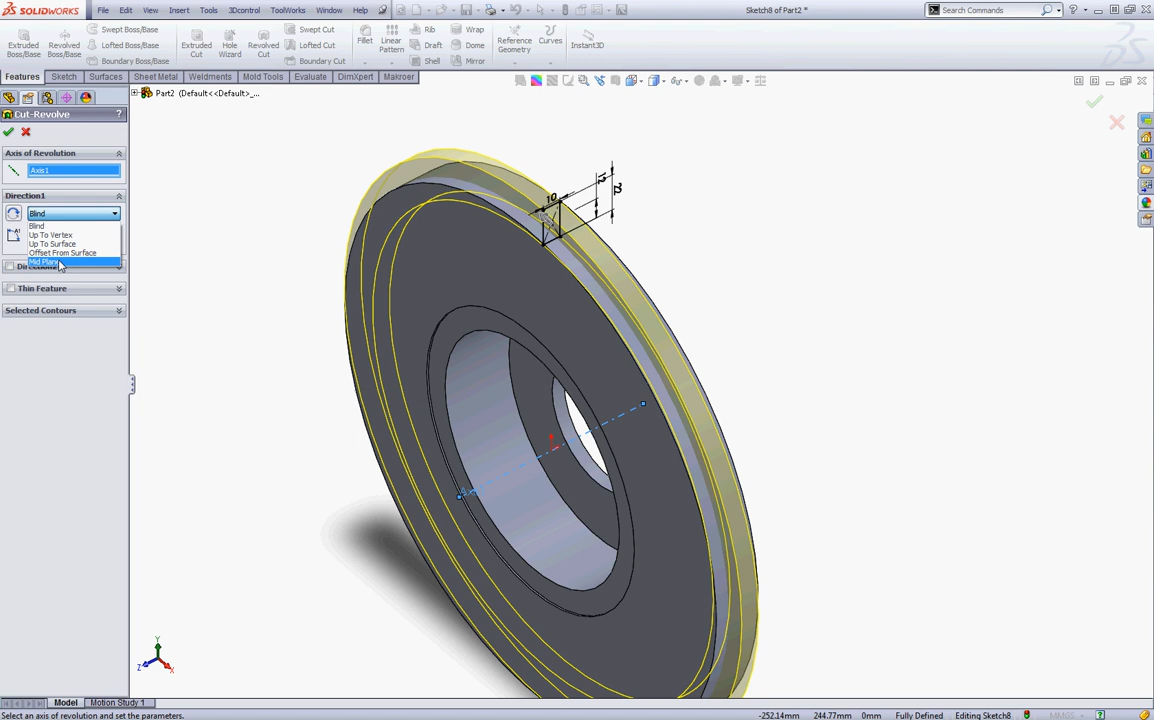 SOLIDWORKS File Edit View Insert Tools 3Dcontrol ToolWorks Window Help Sketch8 of Part2 * Search Commands
Extruded Boss/Base
Revolved Boss/Base
Swept Boss/Base
Lofted Boss/Base
Boundary Boss/Base
Extruded Cut
Hole Wizard
Revolved Cut
Swept Cut
Lofted Cut
Boundary Cut
Fillet
Linear Pattern
Rib
Draft
Shell
Wrap
Dome
Mirror
Reference Geometry
Curves
Instant3D
Features Sketch Surfaces Sheet Metal Weldments Mold Tools Evaluate DimXpert Makroer
Part2 (Default<<Default>_...
Cut-Revolve ?
Axis of Revolution
Axis1
Direction1
Blind
Blind
Up To Vertex
Up To Surface
Offset From Surface
Mid Plane
Direction2
Thin Feature
Selected Contours
10
12
22
Y
Z
X
Model Motion Study 1
Select an axis of revolution and set the parameters. -252.14mm 244.77mm 0mm Fully Defined Editing Sketch8 MMGS